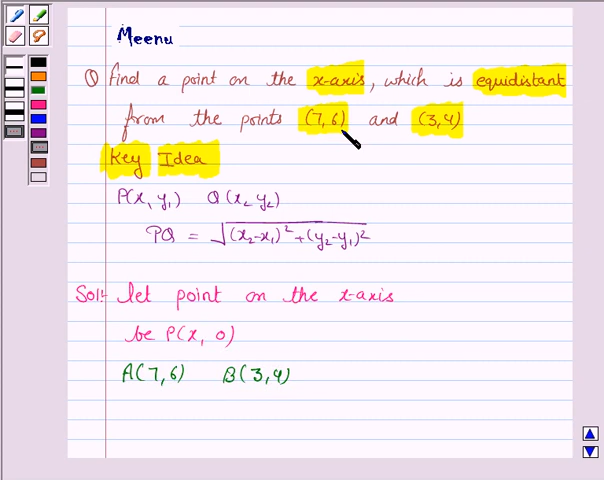 Meenu
Q Find a point on the x-axis, which is equidistant
from the points (7,6) and (3,4)
Key Idea
P(x₁ y₁) Q(x₂ y₂)
PQ = √(x₂-x₁)²+(y₂-y₁)²
Sol:- let point on the x-axis
be P(x, 0)
A(7,6) B(3,4)